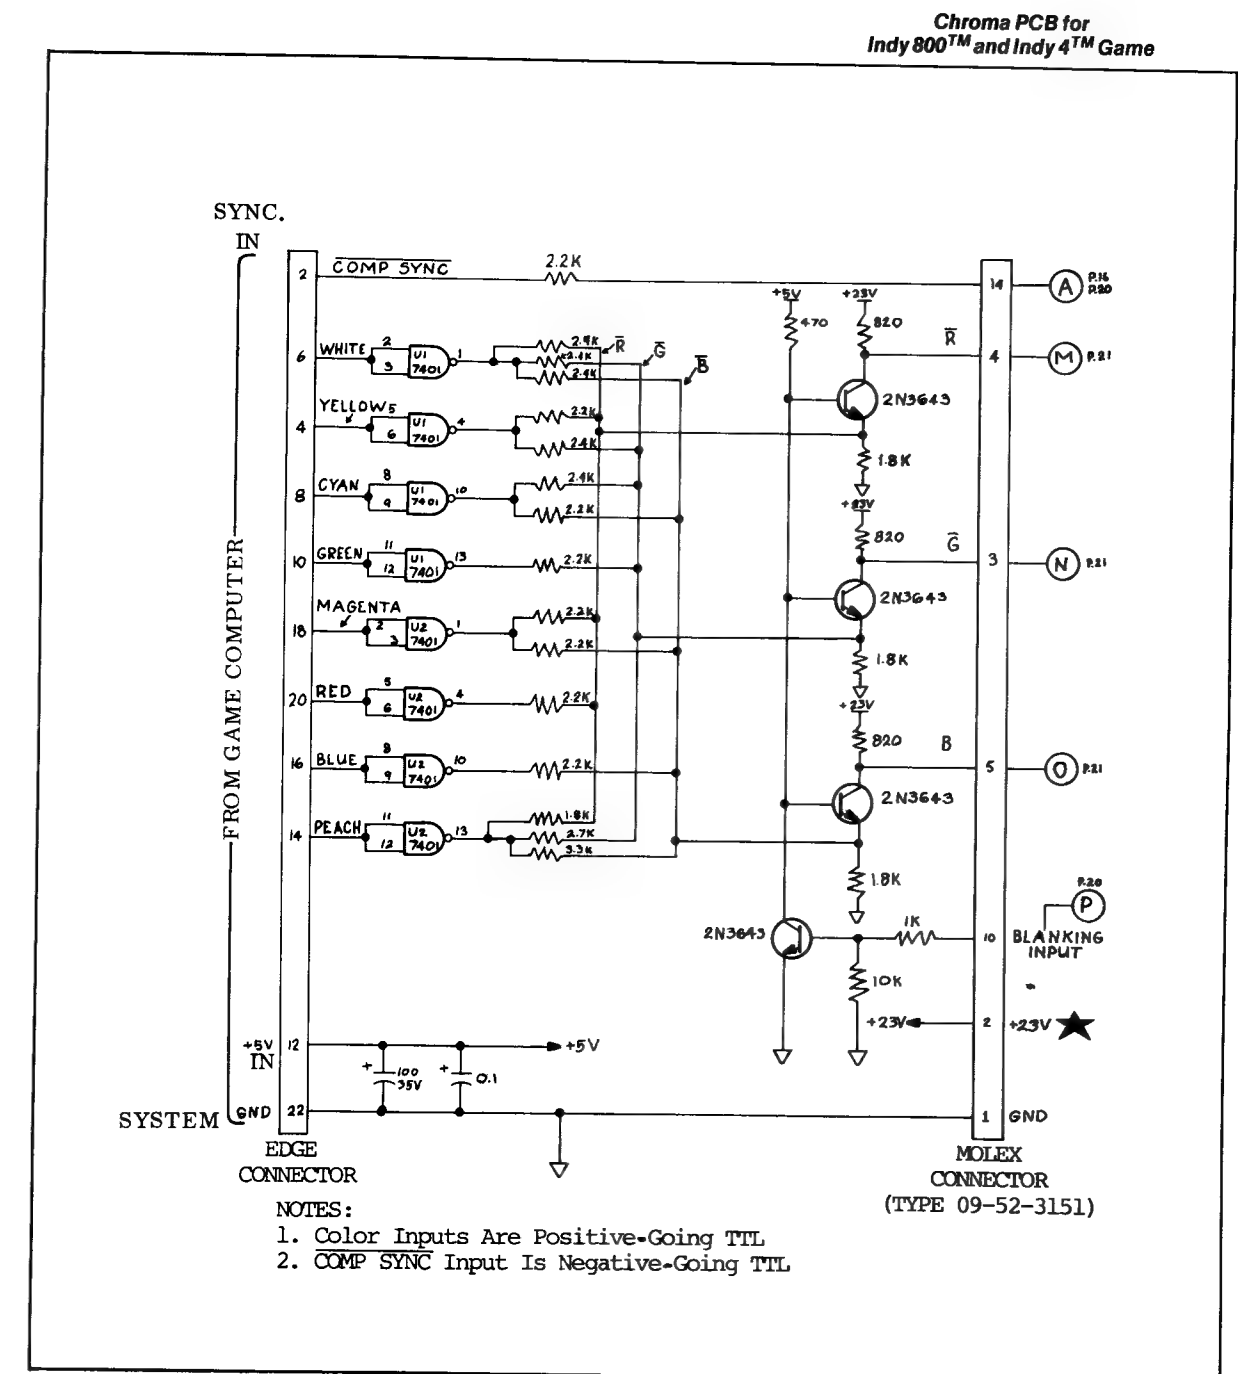 Chroma PCB for
Indy 800™ and Indy 4™ Game
SYNC.
IN
2 COMP SYNC 2.2K 14 A P.16
P.20
+5V +23V
470 820 R̅ 4 M P.21
6 WHITE 2 3 U1 7401 1 2.4K R̅ G̅ B̅
2.4K
2.4K
2N3643
4 YELLOW 5 6 U1 7401 4 2.2K
2.4K
1.8K
8 CYAN 8 9 U1 7401 10 2.4K
2.2K
+23V
820 G̅ 3 N P.21
10 GREEN 11 12 U1 7401 13 2.2K
2N3643
18 MAGENTA 2 3 U2 7401 1 2.2K
2.2K
1.8K
20 RED 5 6 U2 7401 4 2.2K
+23V
820 B 5 O P.21
16 BLUE 8 9 U2 7401 10 2.2K
2N3643
14 PEACH 11 12 U2 7401 13 1.8K
2.7K
3.3K
1.8K
FROM GAME COMPUTER
P.20
P
2N3643 1K 10 BLANKING
INPUT
10K
+23V 2 +23V
+5V
IN
12 +5V
+ 100
35V
+ 0.1
SYSTEM GND 22 1 GND
EDGE
CONNECTOR
MOLEX
CONNECTOR
(TYPE 09-52-3151)
NOTES:
1. Color Inputs Are Positive-Going TTL
2. COMP SYNC Input Is Negative-Going TTL